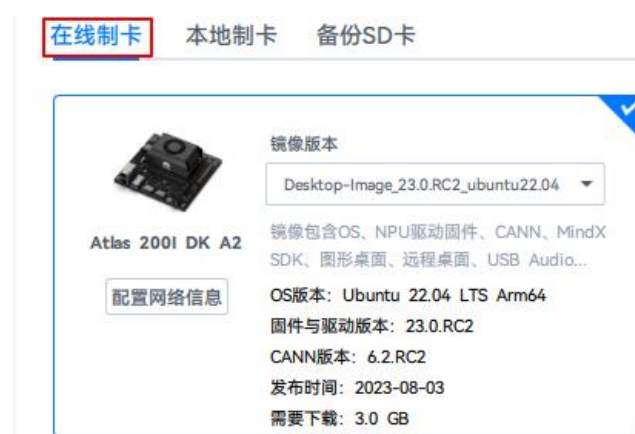 在线制卡 本地制卡 备份SD卡
镜像版本
Desktop-Image_23.0.RC2_ubuntu22.04
Atlas 200I DK A2
配置网络信息
镜像包含OS、NPU驱动固件、CANN、MindX
SDK、图形桌面、远程桌面、USB Audio...
OS版本：Ubuntu 22.04 LTS Arm64
固件与驱动版本：23.0.RC2
CANN版本：6.2.RC2
发布时间：2023-08-03
需要下载：3.0 GB